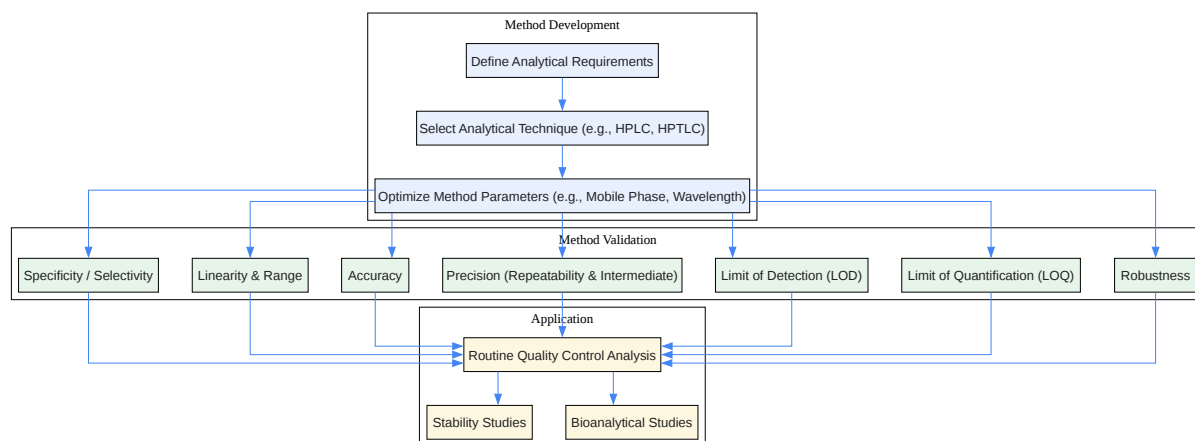 Method Development
Define Analytical Requirements
Select Analytical Technique (e.g., HPLC, HPTLC)
Optimize Method Parameters (e.g., Mobile Phase, Wavelength)
Method Validation
Specificity / Selectivity
Linearity & Range
Accuracy
Precision (Repeatability & Intermediate)
Limit of Detection (LOD)
Limit of Quantification (LOQ)
Robustness
Application
Routine Quality Control Analysis
Stability Studies
Bioanalytical Studies